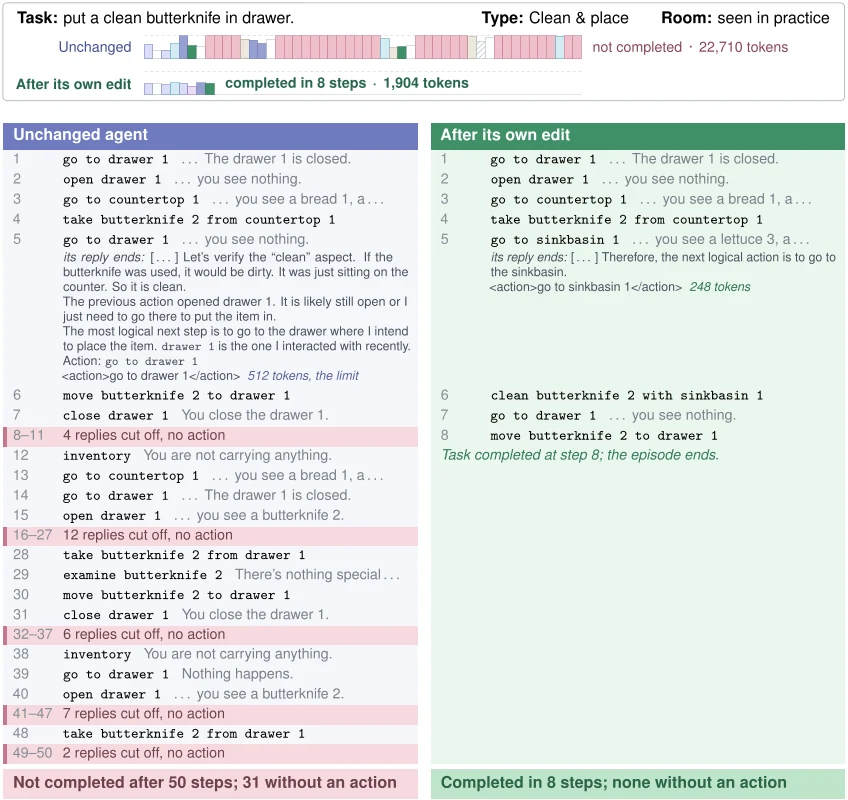 Task: put a clean butterknife in drawer. Type: Clean & place Room: seen in practice
Unchanged not completed · 22,710 tokens
After its own edit completed in 8 steps · 1,904 tokens
Unchanged agent
1 go to drawer 1 ... The drawer 1 is closed.
2 open drawer 1 ... you see nothing.
3 go to countertop 1 ... you see a bread 1, a...
4 take butterknife 2 from countertop 1
5 go to drawer 1 ... you see nothing.
its reply ends: [...] Let's verify the “clean” aspect. If the
butterknife was used, it would be dirty. It was just sitting on the
counter. So it is clean.
The previous action opened drawer 1. It is likely still open or I
just need to go there to put the item in.
The most logical next step is to go to the drawer where I intend
to place the item. drawer 1 is the one I interacted with recently.
Action: go to drawer 1
<action>go to drawer 1</action> 512 tokens, the limit
6 move butterknife 2 to drawer 1
7 close drawer 1 You close the drawer 1.
8–11 4 replies cut off, no action
12 inventory You are not carrying anything.
13 go to countertop 1 ... you see a bread 1, a...
14 go to drawer 1 ... The drawer 1 is closed.
15 open drawer 1 ... you see a butterknife 2.
16–27 12 replies cut off, no action
28 take butterknife 2 from drawer 1
29 examine butterknife 2 There's nothing special...
30 move butterknife 2 to drawer 1
31 close drawer 1 You close the drawer 1.
32–37 6 replies cut off, no action
38 inventory You are not carrying anything.
39 go to drawer 1 Nothing happens.
40 open drawer 1 ... you see a butterknife 2.
41–47 7 replies cut off, no action
48 take butterknife 2 from drawer 1
49–50 2 replies cut off, no action
Not completed after 50 steps; 31 without an action
After its own edit
1 go to drawer 1 ... The drawer 1 is closed.
2 open drawer 1 ... you see nothing.
3 go to countertop 1 ... you see a bread 1, a...
4 take butterknife 2 from countertop 1
5 go to sinkbasin 1 ... you see a lettuce 3, a...
its reply ends: [...] Therefore, the next logical action is to go to
the sinkbasin.
<action>go to sinkbasin 1</action> 248 tokens
6 clean butterknife 2 with sinkbasin 1
7 go to drawer 1 ... you see nothing.
8 move butterknife 2 to drawer 1
Task completed at step 8; the episode ends.
Completed in 8 steps; none without an action